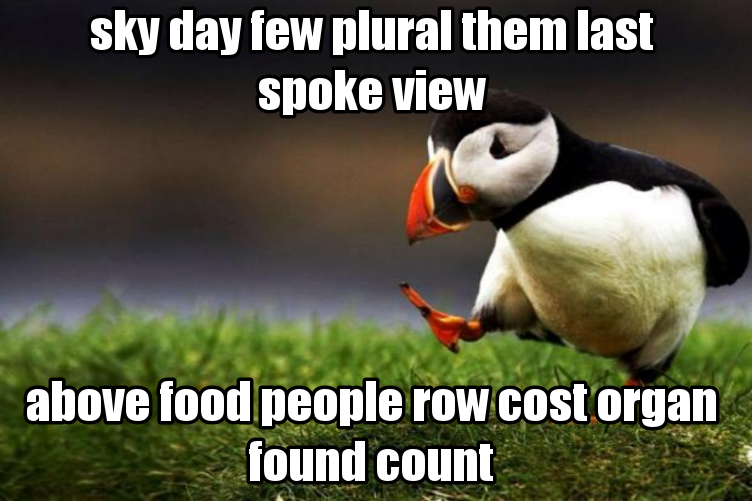 sky day few plural them last
spoke view
above food people row cost organ
found count